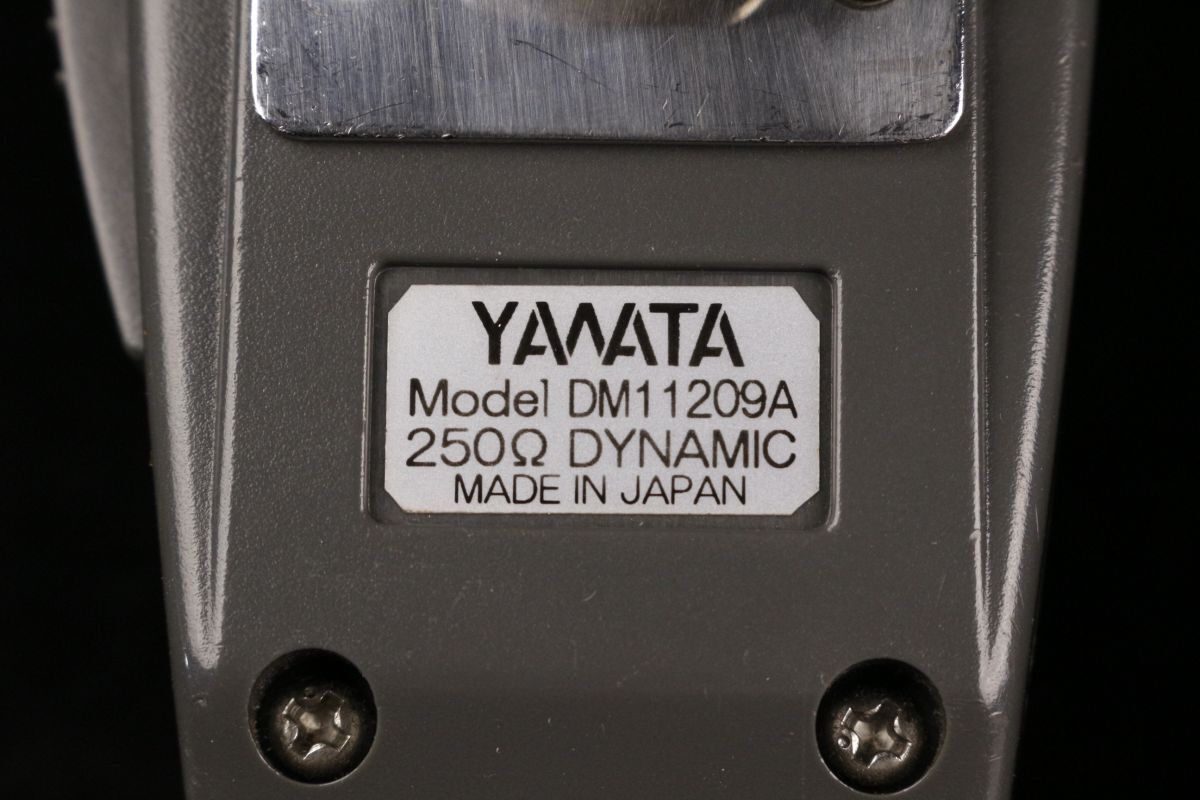 YAWATA
Model DM11209A
250Ω DYNAMIC
MADE IN JAPAN